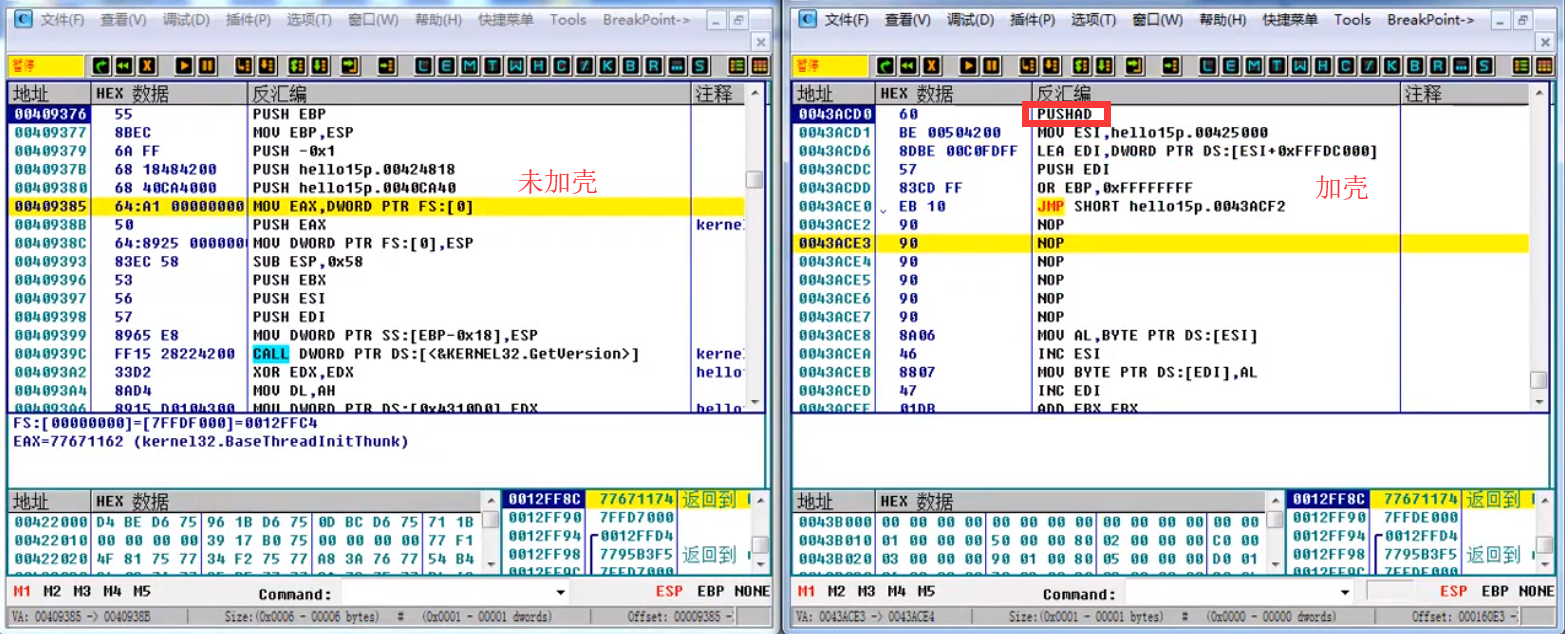 文件(F) 查看(V) 调试(D) 插件(P) 选项(T) 窗口(W) 帮助(H) 快捷菜单 Tools BreakPoint->
暂停 L E M T W H C / K B R ... S
地址 HEX 数据 反汇编 注释
00409376 55 PUSH EBP
00409377 8BEC MOV EBP,ESP
00409379 6A FF PUSH -0x1
0040937B 68 18484200 PUSH hello15p.00424818
00409380 68 40CA4000 PUSH hello15p.0040CA40
未加壳
00409385 64:A1 00000000 MOV EAX,DWORD PTR FS:[0]
0040938B 50 PUSH EAX kernel
0040938C 64:8925 000000 MOV DWORD PTR FS:[0],ESP
00409393 83EC 58 SUB ESP,0x58
00409396 53 PUSH EBX
00409397 56 PUSH ESI
00409398 57 PUSH EDI
00409399 8965 E8 MOV DWORD PTR SS:[EBP-0x18],ESP
0040939C FF15 28224200 CALL DWORD PTR DS:[<&KERNEL32.GetVersion>] kernel
004093A2 33D2 XOR EDX,EDX hello
004093A4 8AD4 MOV DL,AH
004093A6 8915 D0104300 MOV DWORD PTR DS:[0x4310D0],EDX hello
FS:[00000000]=[7FFDF000]=0012FFC4
EAX=77671162 (kernel32.BaseThreadInitThunk)
地址 HEX 数据
00422000 D4 BE D6 75 96 1B D6 75 0D BC D6 75 71 1B
00422010 00 00 00 00 39 17 B0 75 00 00 00 00 77 F1
00422020 4F 81 75 77 34 F2 75 77 A8 3A 76 77 54 B4
0012FF8C 77671174 返回到
0012FF90 7FFD7000
0012FF94 0012FFD4
0012FF98 7795B3F5 返回到
0012FF9C 7FFD7000
M1 M2 M3 M4 M5 Command: ESP EBP NONE
VA: 00409385 -> 0040938B Size:(0x0006 - 00006 bytes) # (0x0001 - 00001 dwords) Offset: 00009385 -
文件(F) 查看(V) 调试(D) 插件(P) 选项(T) 窗口(W) 帮助(H) 快捷菜单 Tools BreakPoint->
暂停 L E M T W H C / K B R ... S
地址 HEX 数据 反汇编 注释
0043ACD0 60 PUSHAD
0043ACD1 BE 00504200 MOV ESI,hello15p.00425000
0043ACD6 8DBE 00C0FDFF LEA EDI,DWORD PTR DS:[ESI+0xFFFDC000]
0043ACDC 57 PUSH EDI
0043ACDD 83CD FF OR EBP,0xFFFFFFFF
加壳
0043ACE0 EB 10 JMP SHORT hello15p.0043ACF2
0043ACE2 90 NOP
0043ACE3 90 NOP
0043ACE4 90 NOP
0043ACE5 90 NOP
0043ACE6 90 NOP
0043ACE7 90 NOP
0043ACE8 8A06 MOV AL,BYTE PTR DS:[ESI]
0043ACEA 46 INC ESI
0043ACEB 8807 MOV BYTE PTR DS:[EDI],AL
0043ACED 47 INC EDI
0043ACEE 01DB ADD EBX,EBX
地址 HEX 数据
0043B000 00 00 00 00 00 00 00 00 00 00 00 00 00 00
0043B010 01 00 00 00 50 00 00 80 02 00 00 00 C0 00
0043B020 03 00 00 00 90 01 00 80 05 00 00 00 D0 01
0012FF8C 77671174 返回到
0012FF90 7FFDE000
0012FF94 0012FFD4
0012FF98 7795B3F5 返回到
M1 M2 M3 M4 M5 Command: ESP EBP NONE
VA: 0043ACE3 -> 0043ACE4 Size:(0x0001 - 00001 bytes) # (0x0000 - 00000 dwords) Offset: 000160E3 -